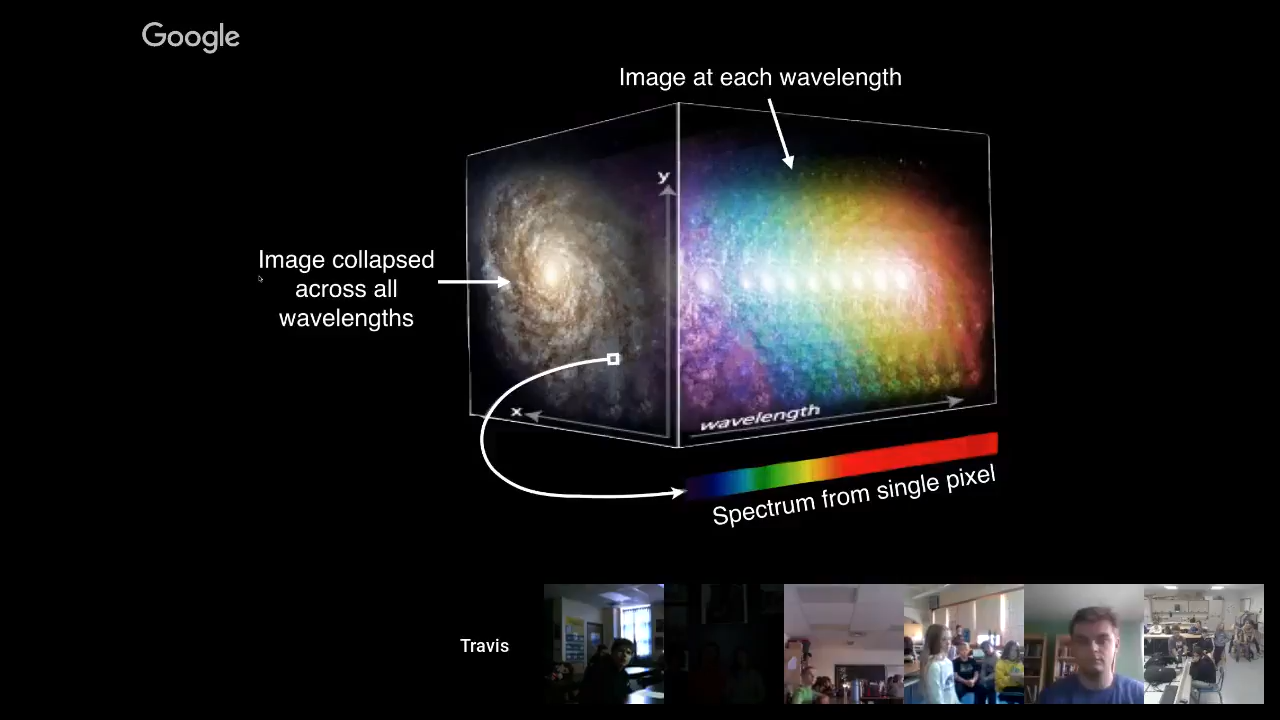 Google
Image at each wavelength
y
Image collapsed
across all
wavelengths
x
wavelength
Spectrum from single pixel
Travis